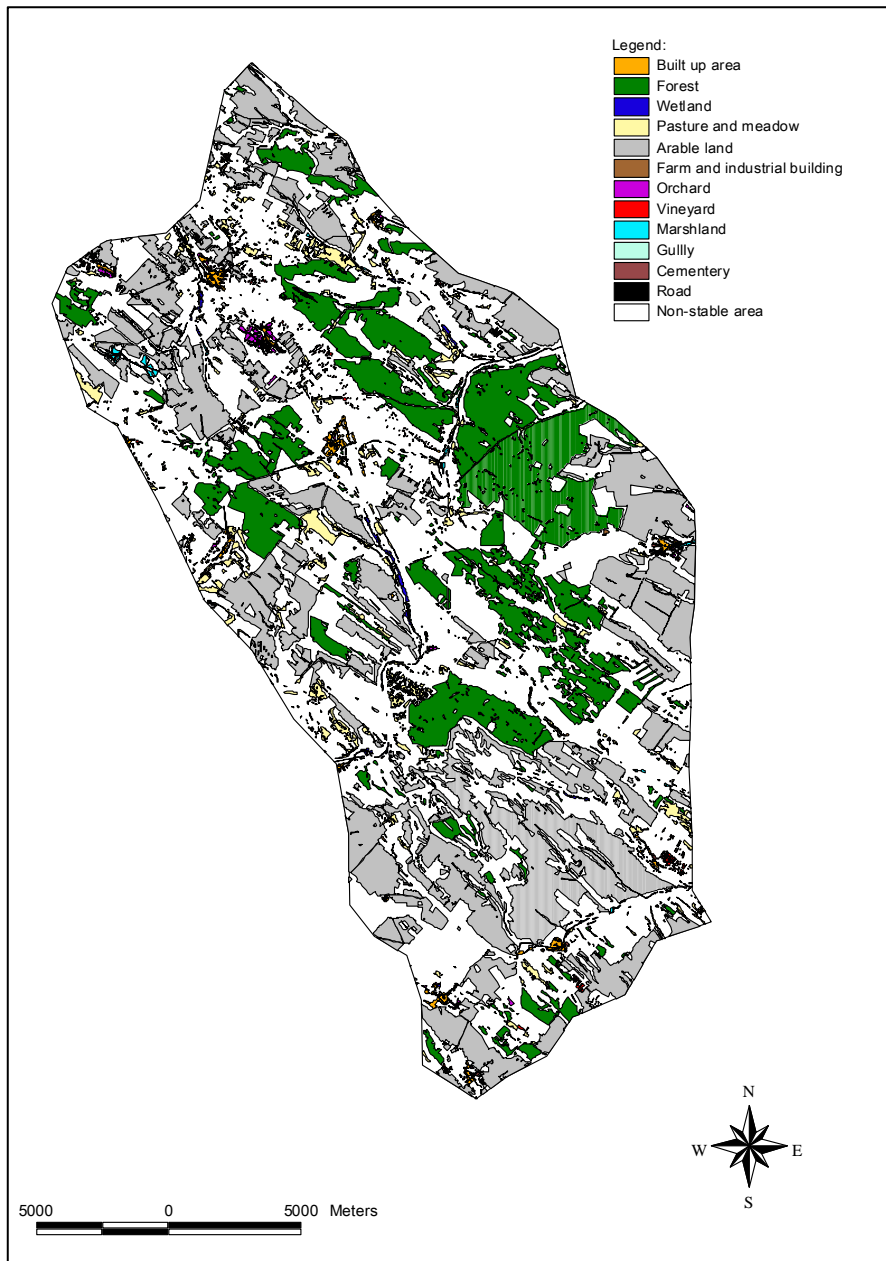 Legend:
Built up area
Forest
Wetland
Pasture and meadow
Arable land
Farm and industrial building
Orchard
Vineyard
Marshland
Gullly
Cementery
Road
Non-stable area
N
W E
S
5000 0 5000 Meters